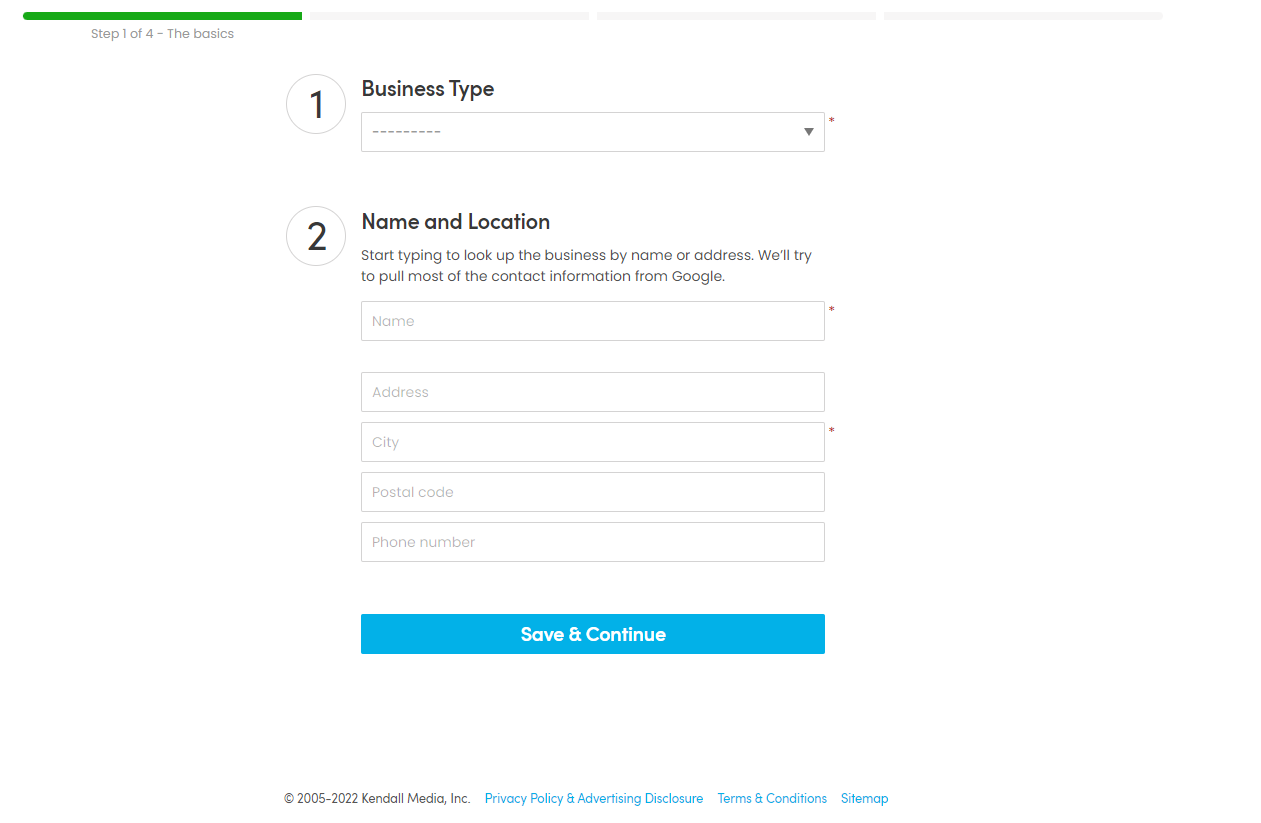 Step 1 of 4 - The basics
1
Business Type
--------- *
2
Name and Location
Start typing to look up the business by name or address. We'll try
to pull most of the contact information from Google.
Name *
Address
City *
Postal code
Phone number
Save & Continue
© 2005-2022 Kendall Media, Inc. Privacy Policy & Advertising Disclosure Terms & Conditions Sitemap